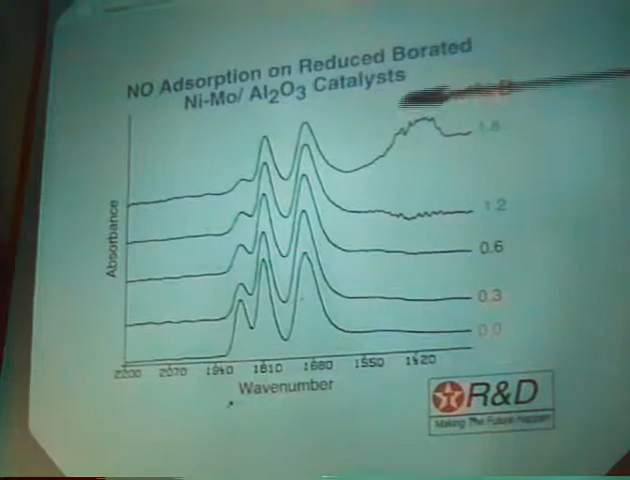 NO Adsorption on Reduced Borated
Ni-Mo/ Al2O3 Catalysts
1.8
1.2
0.6
0.3
0.0
Absorbance
2200 2070 1940 1810 1680 1550 1420
Wavenumber
R&D
Making The Future Happen